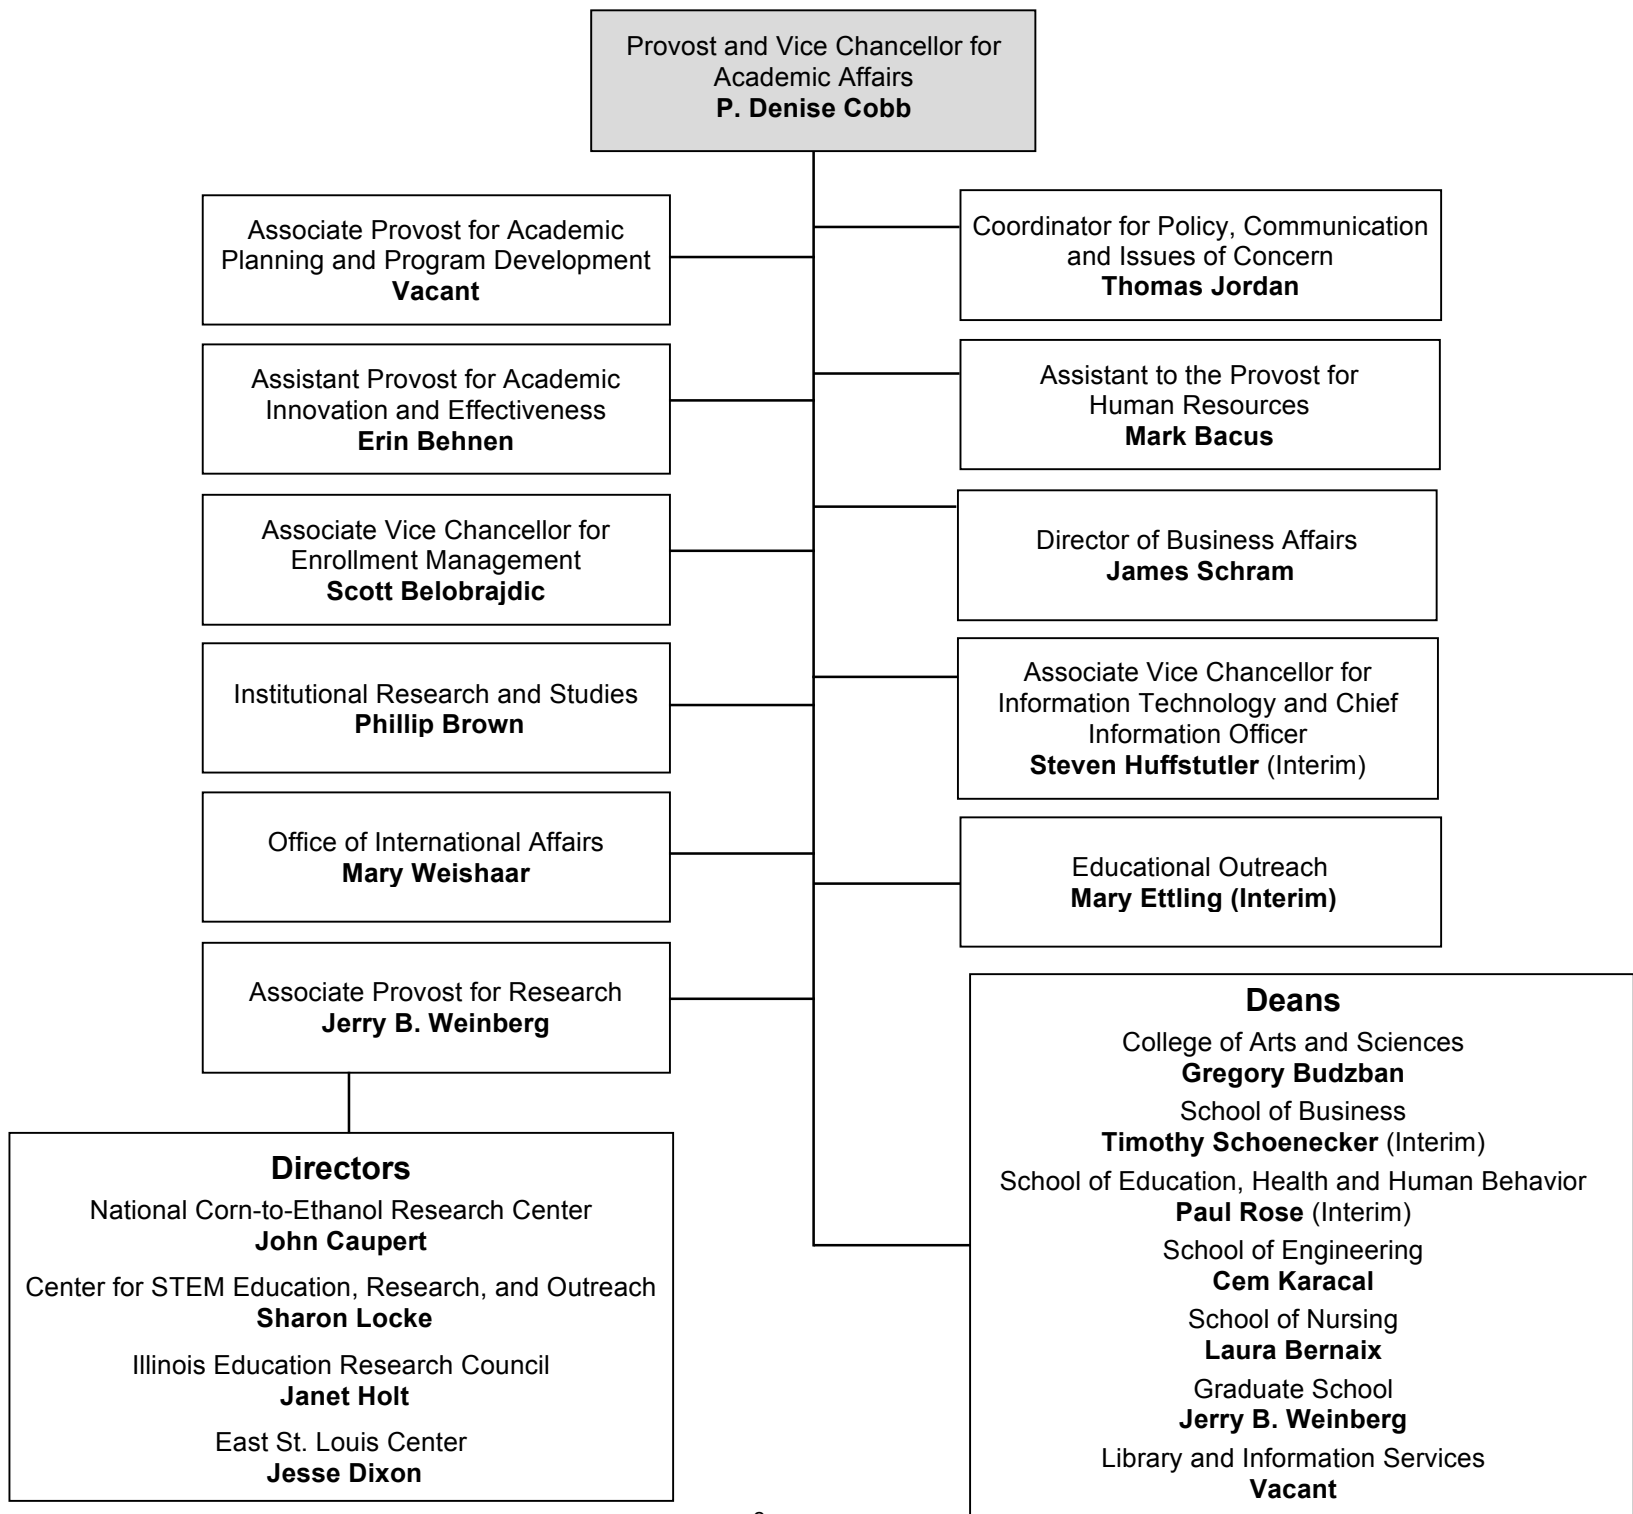 Provost and Vice Chancellor for
Academic Affairs
P. Denise Cobb
Associate Provost for Academic
Planning and Program Development
Vacant
Coordinator for Policy, Communication
and Issues of Concern
Thomas Jordan
Assistant Provost for Academic
Innovation and Effectiveness
Erin Behnen
Assistant to the Provost for
Human Resources
Mark Bacus
Associate Vice Chancellor for
Enrollment Management
Scott Belobrajdic
Director of Business Affairs
James Schram
Institutional Research and Studies
Phillip Brown
Associate Vice Chancellor for
Information Technology and Chief
Information Officer
Steven Huffstutler (Interim)
Office of International Affairs
Mary Weishaar
Educational Outreach
Mary Ettling (Interim)
Associate Provost for Research
Jerry B. Weinberg
Directors
National Corn-to-Ethanol Research Center
John Caupert
Center for STEM Education, Research, and Outreach
Sharon Locke
Illinois Education Research Council
Janet Holt
East St. Louis Center
Jesse Dixon
Deans
College of Arts and Sciences
Gregory Budzban
School of Business
Timothy Schoenecker (Interim)
School of Education, Health and Human Behavior
Paul Rose (Interim)
School of Engineering
Cem Karacal
School of Nursing
Laura Bernaix
Graduate School
Jerry B. Weinberg
Library and Information Services
Vacant